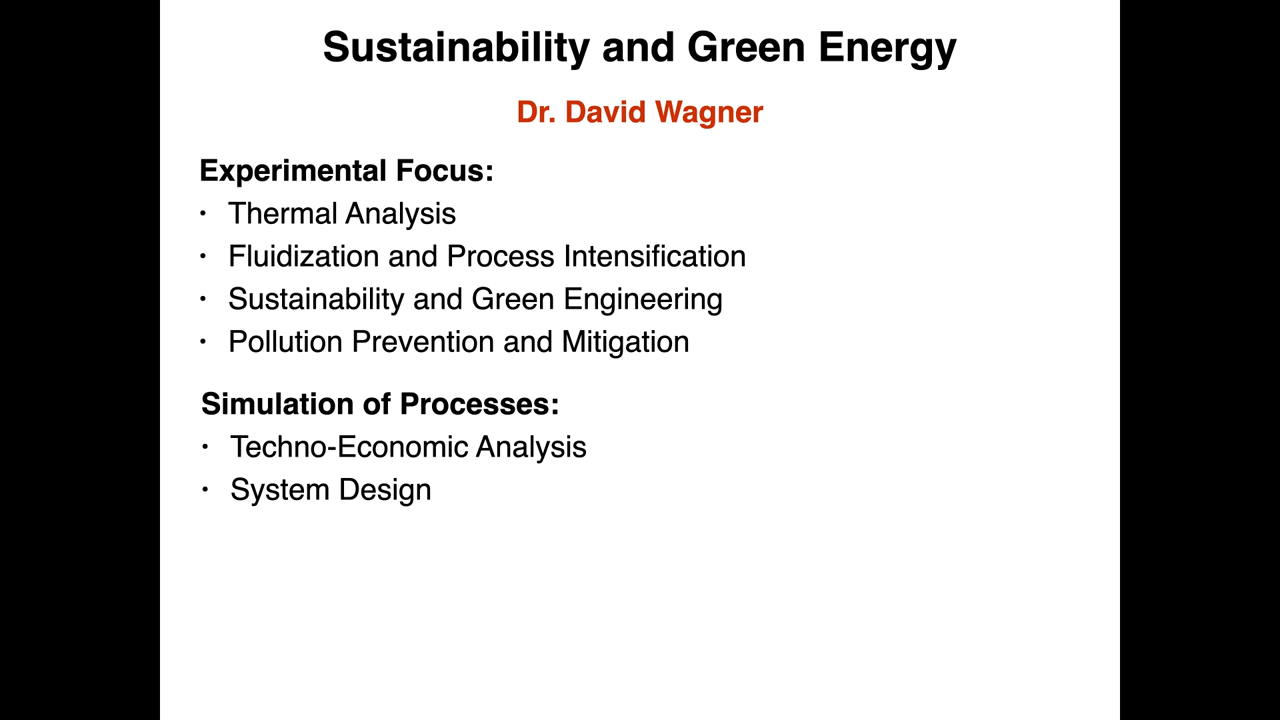 Sustainability and Green Energy
Dr. David Wagner
Experimental Focus:
• Thermal Analysis
• Fluidization and Process Intensification
• Sustainability and Green Engineering
• Pollution Prevention and Mitigation
Simulation of Processes:
• Techno-Economic Analysis
• System Design